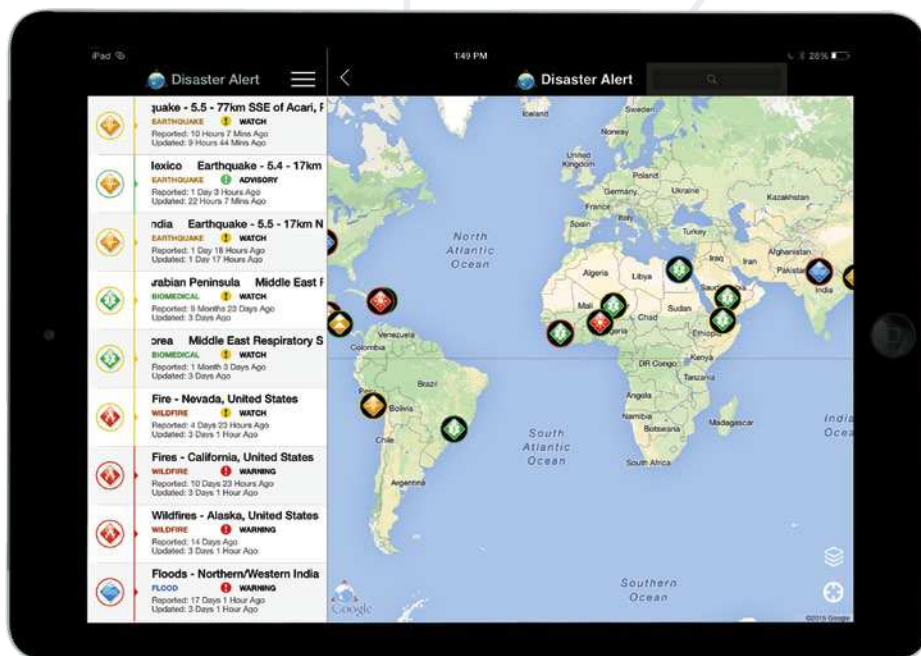 iPad
1:49 PM
28%
Disaster Alert
Disaster Alert
quake - 5.5 - 77km SSE of Acari,
EARTHQUAKE WATCH
Reported: 10 Hours 7 Mins Ago
Updated: 9 Hours 44 Mins Ago
Mexico Earthquake - 5.4 - 17km
EARTHQUAKE ADVISORY
Reported: 1 Day 3 Hours Ago
Updated: 22 Hours 7 Mins Ago
ndia Earthquake - 5.5 - 17km N
EARTHQUAKE WATCH
Reported: 1 Day 18 Hours Ago
Updated: 1 Day 17 Hours Ago
rabian Peninsula Middle East
BIOMEDICAL WATCH
Reported: 5 Months 23 Days Ago
Updated: 3 Days Ago
orea Middle East Respiratory S
BIOMEDICAL WATCH
Reported: 1 Month 3 Days Ago
Updated: 3 Days Ago
Fire - Nevada, United States
WILDFIRE WATCH
Reported: 4 Days 23 Hours Ago
Updated: 3 Days 1 Hour Ago
Fires - California, United States
WILDFIRE WARNING
Reported: 10 Days 23 Hours Ago
Updated: 3 Days 1 Hour Ago
Wildfires - Alaska, United States
WILDFIRE WARNING
Reported: 14 Days Ago
Updated: 3 Days 1 Hour Ago
Floods - Northern/Western India
FLOOD WARNING
Reported: 17 Days 1 Hour Ago
Updated: 3 Days 1 Hour Ago
Iceland
Sweden
Norway
United
Kingdom
Poland
Germany
Ukraine
Kazakhstan
France
Italy
Spain
Turkey
North
Atlantic
Ocean
Iraq
Iran
Afghanistan
Pakistan
Algeria
Libya
India
Mali
Chad
Sudan
Ethiopia
Venezuela
Colombia
DR Congo
Kenya
Tanzania
Brazil
Peru
Bolivia
Angola
Namibia
Botswana
Madagascar
Chile
South
Atlantic
Ocean
South Africa
Argentina
Southern
Ocean
Google
©2015 Google